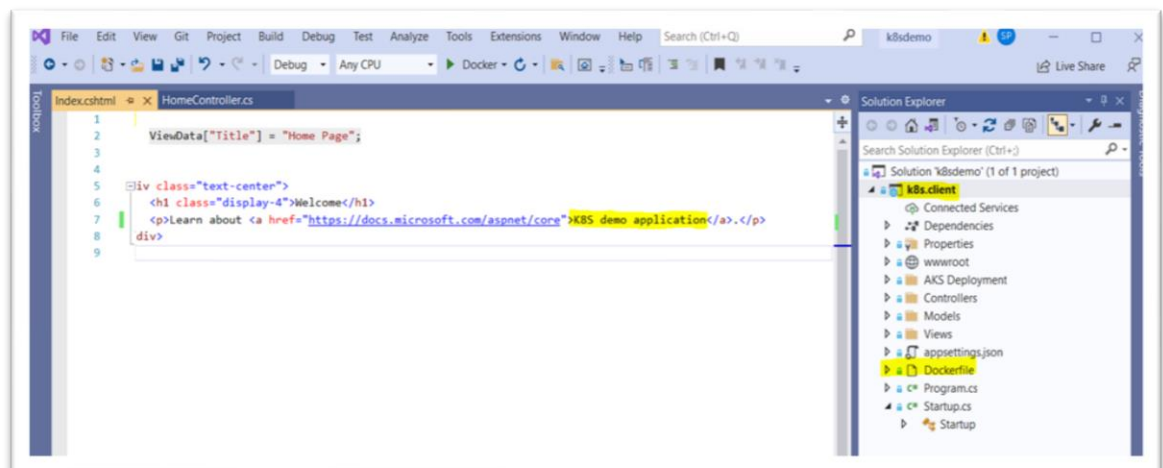 File Edit View Git Project Build Debug Test Analyze Tools Extensions Window Help Search (Ctrl+Q) k8sdemo SP
Debug Any CPU Docker Live Share
Toolbox
Index.cshtml HomeController.cs
1
2 ViewData["Title"] = "Home Page";
3
4
5 iv class="text-center">
6 <h1 class="display-4">Welcome</h1>
7 <p>Learn about <a href="https://docs.microsoft.com/aspnet/core">K8S demo application</a>.</p>
8 div>
9
Solution Explorer
Search Solution Explorer (Ctrl+;)
Solution 'k8sdemo' (1 of 1 project)
k8s.client
Connected Services
Dependencies
Properties
wwwroot
AKS Deployment
Controllers
Models
Views
appsettings.json
Dockerfile
C# Program.cs
C# Startup.cs
Startup